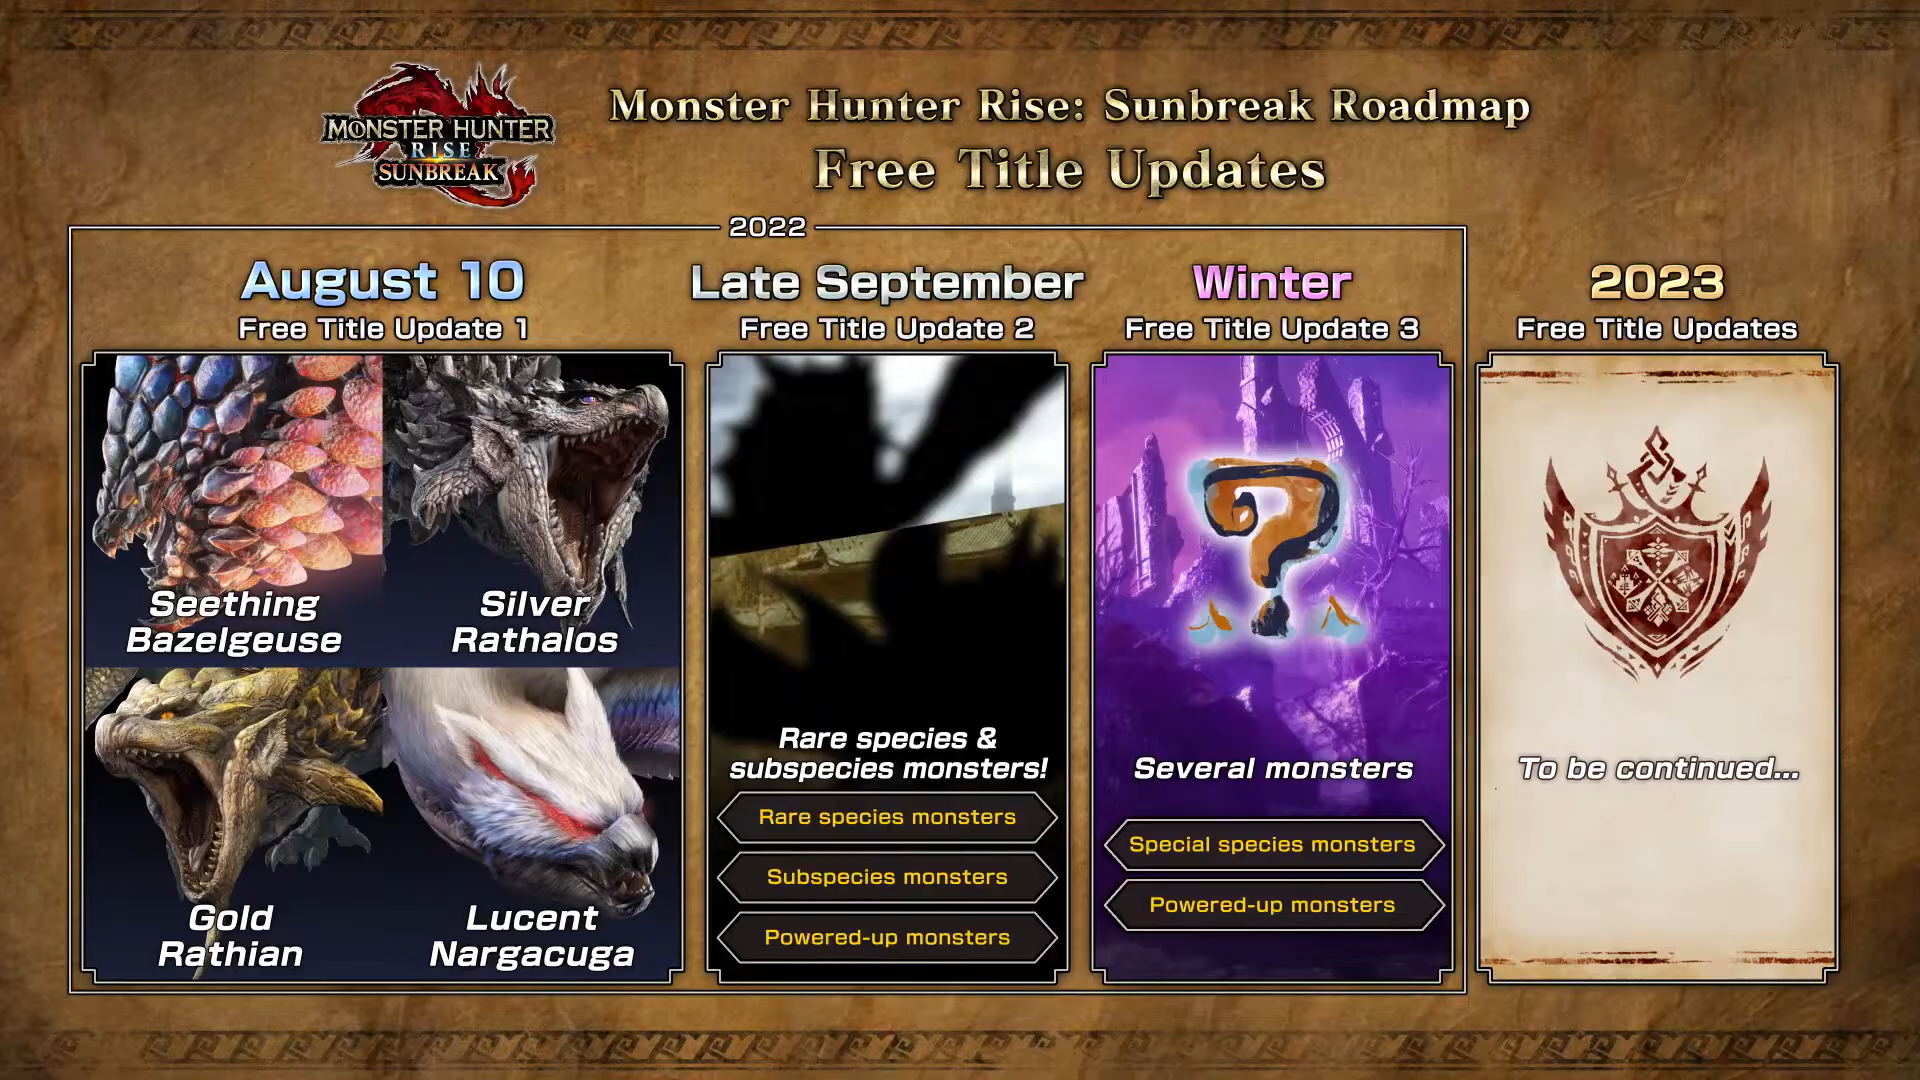 MONSTER HUNTER
RISE
SUNBREAK
Monster Hunter Rise: Sunbreak Roadmap
Free Title Updates
2022
August 10
Free Title Update 1
Seething
Bazelgeuse
Silver
Rathalos
Gold
Rathian
Lucent
Nargacuga
Late September
Free Title Update 2
Rare species &
subspecies monsters!
Rare species monsters
Subspecies monsters
Powered-up monsters
Winter
Free Title Update 3
Several monsters
Special species monsters
Powered-up monsters
2023
Free Title Updates
To be continued...